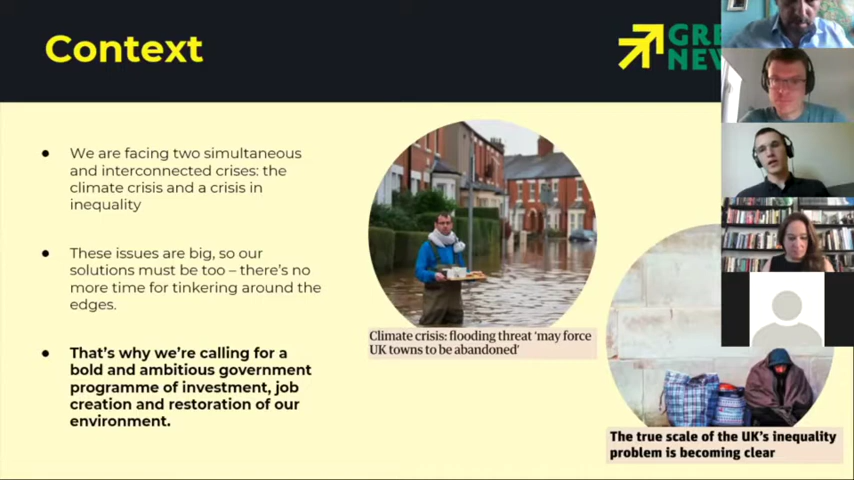 Context
GRE
NEW
We are facing two simultaneous
and interconnected crises: the
climate crisis and a crisis in
inequality
These issues are big, so our
solutions must be too – there's no
more time for tinkering around the
edges.
That's why we're calling for a
bold and ambitious government
programme of investment, job
creation and restoration of our
environment.
Climate crisis: flooding threat 'may force
UK towns to be abandoned'
The true scale of the UK's inequality
problem is becoming clear